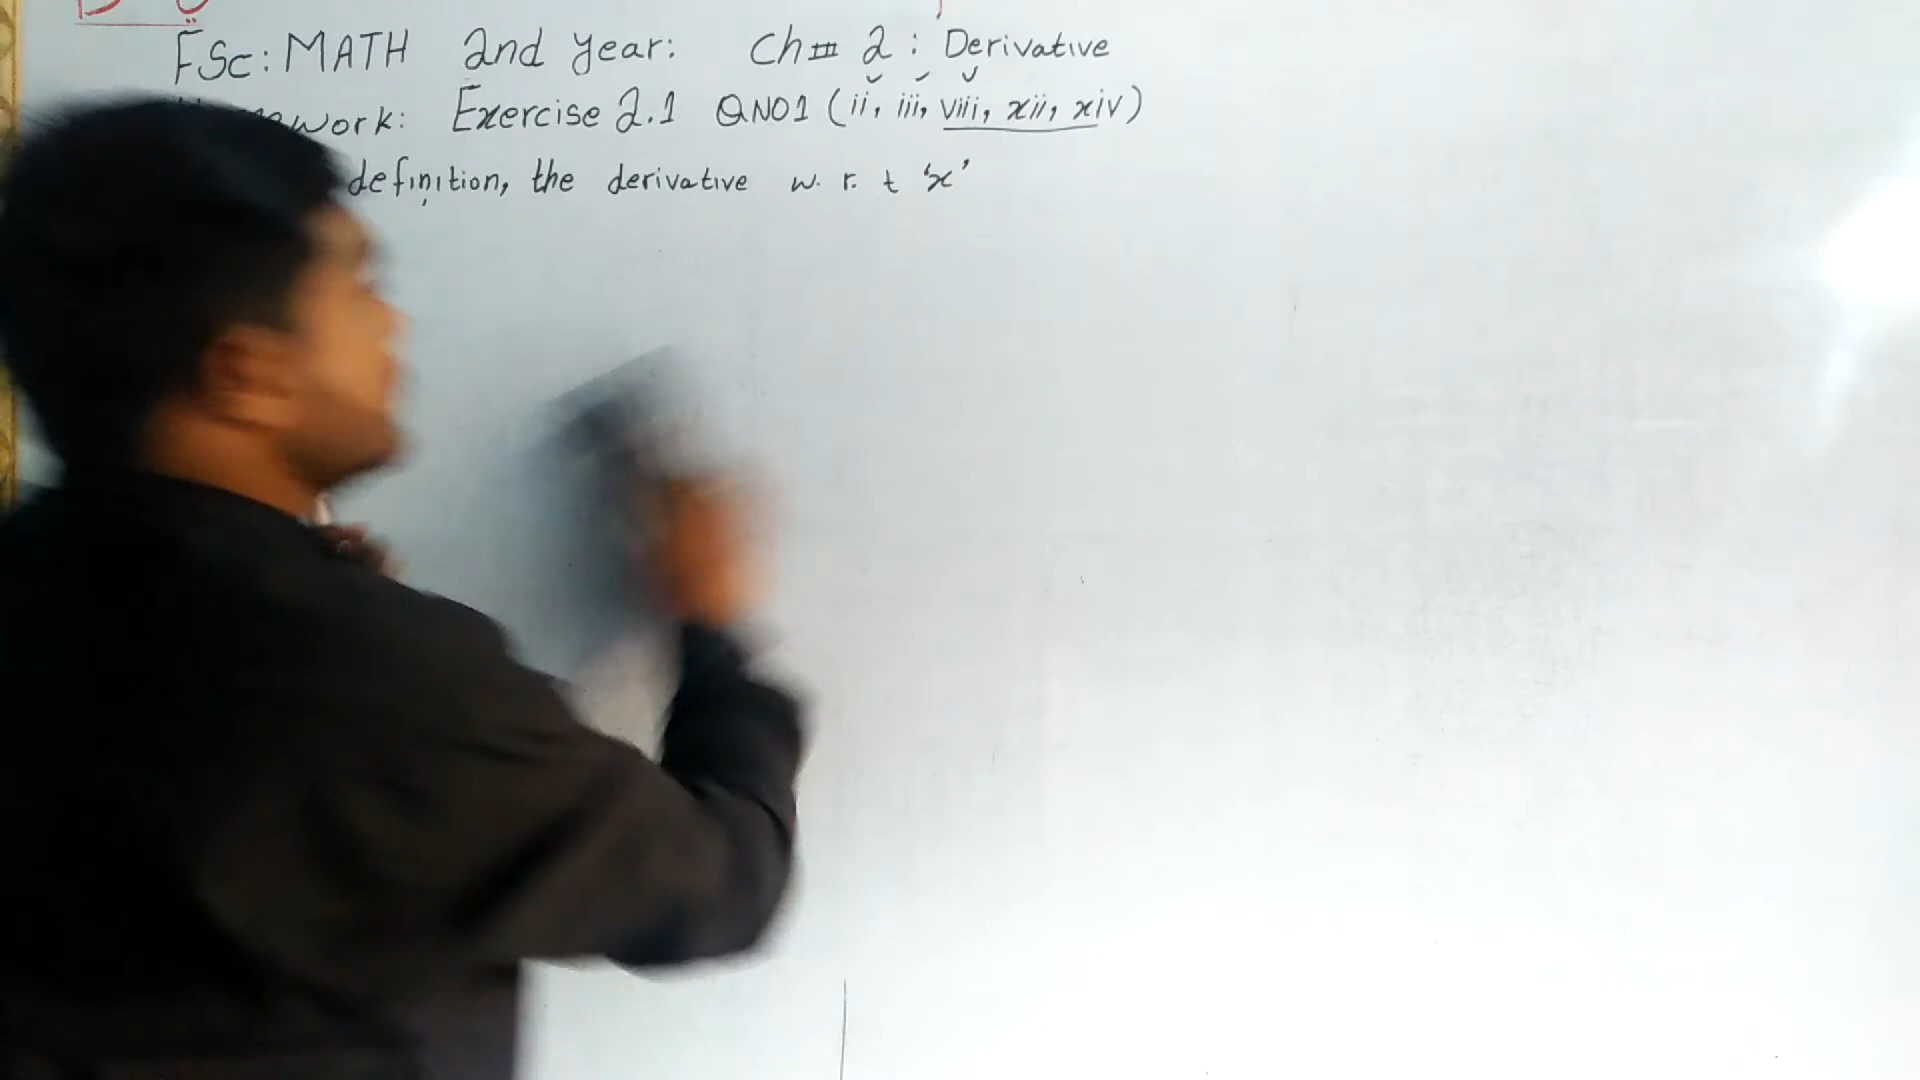 FSc: MATH 2nd year: Ch# 2: Derivative
work: Exercise 2.1 QNO1 (ii, iii, viii, xii, xiv)
definition, the derivative w. r. t 'x'